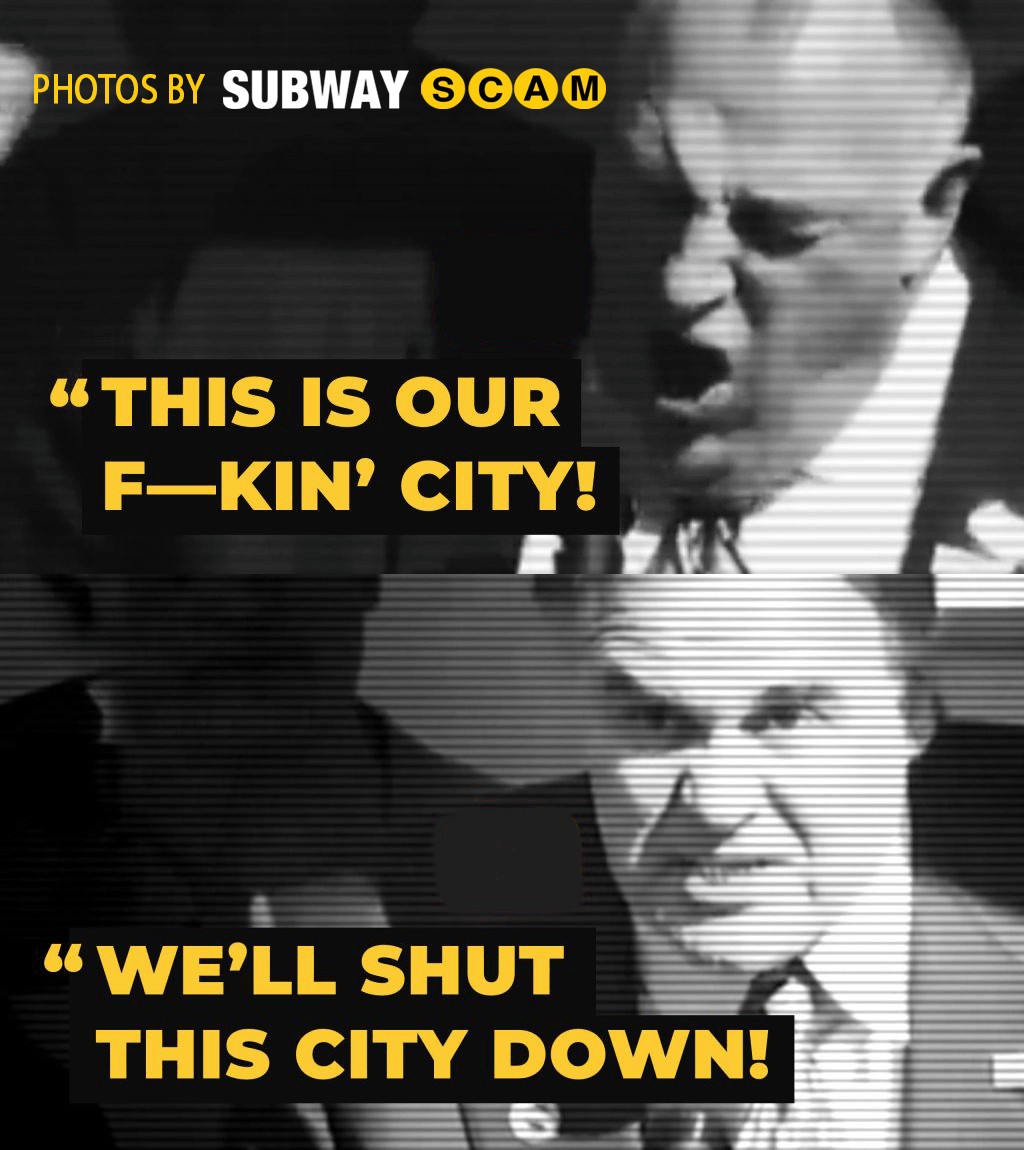 PHOTOS BY SUBWAY SCAM
“THIS IS OUR
F—KIN’ CITY!
“WE’LL SHUT
THIS CITY DOWN!